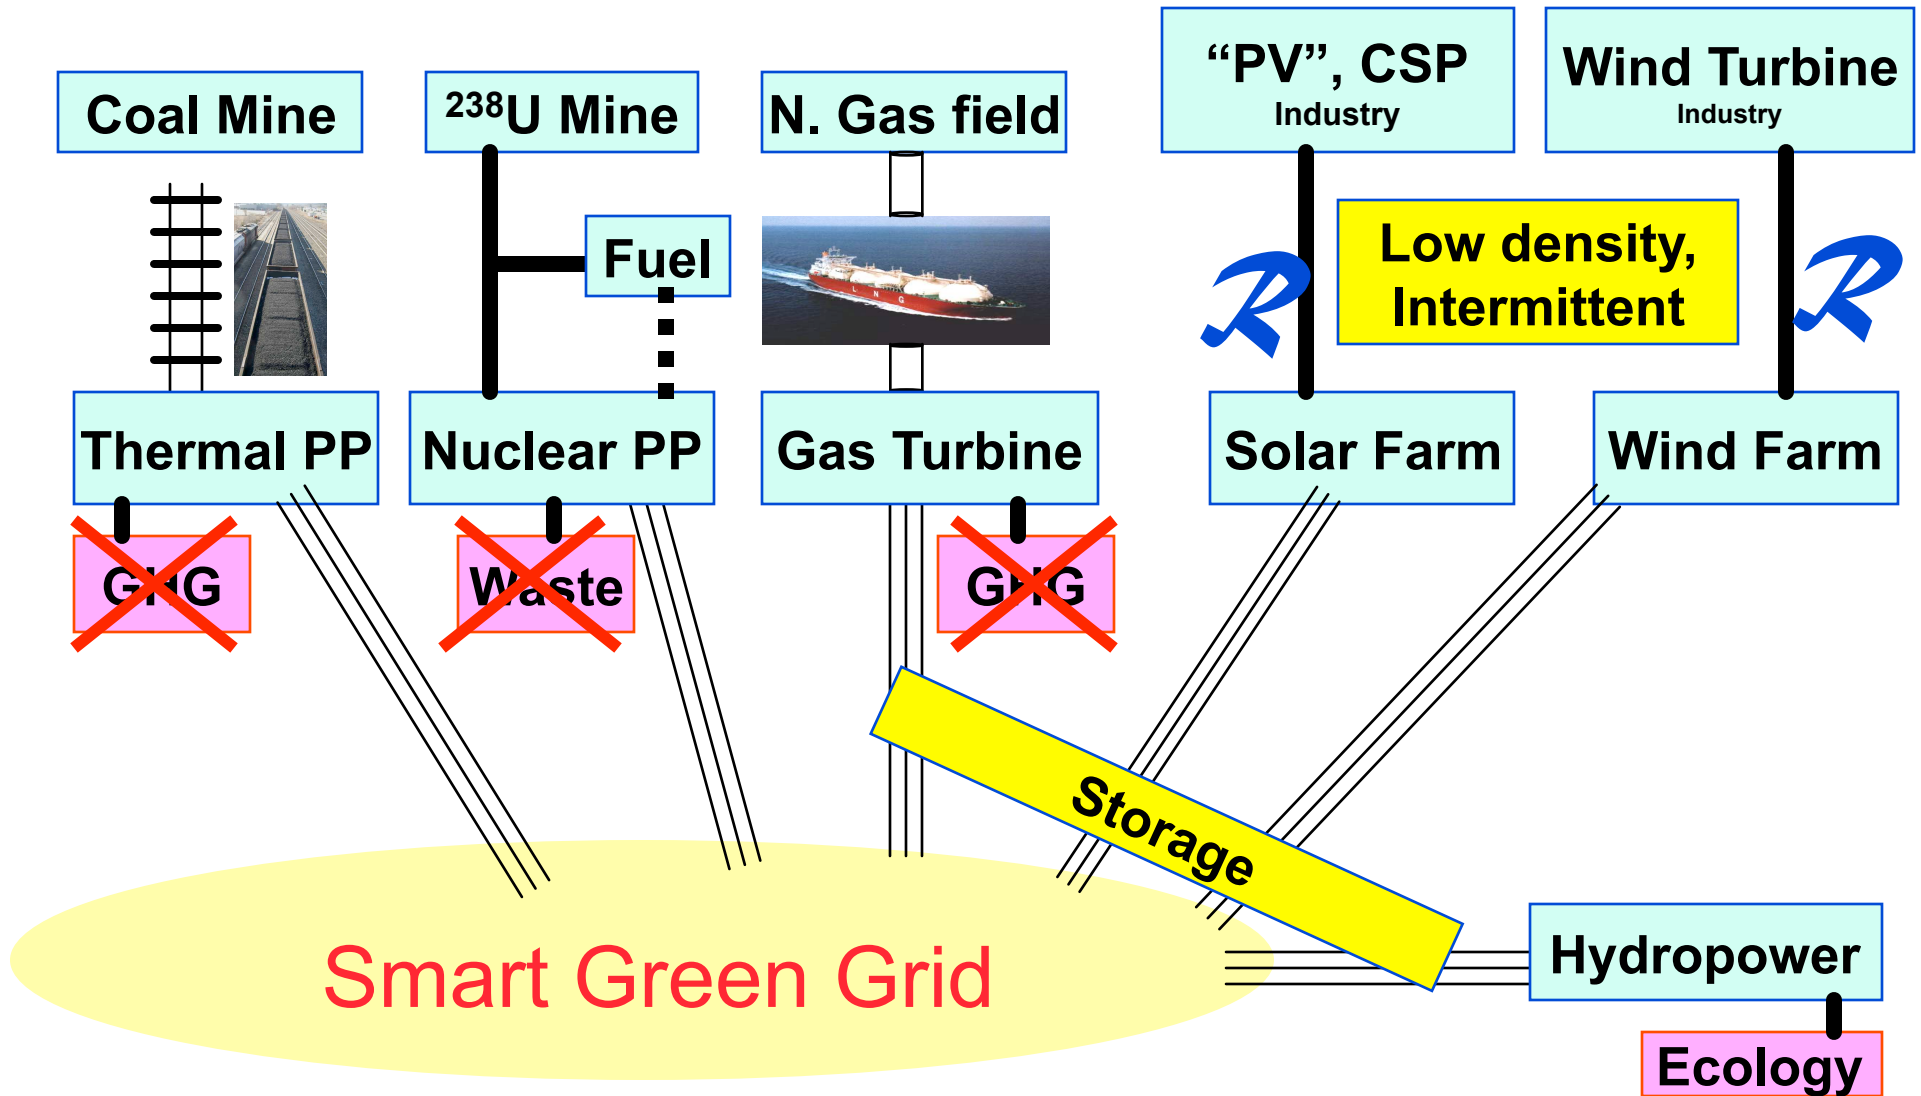 “PV”, CSP
Industry
Wind Turbine
Industry
Coal Mine
²³⁸U Mine
N. Gas field
Fuel
L N G
Low density,
Intermittent
R
R
Thermal PP
Nuclear PP
Gas Turbine
Solar Farm
Wind Farm
GHG
Waste
GHG
Storage
Smart Green Grid
Hydropower
Ecology